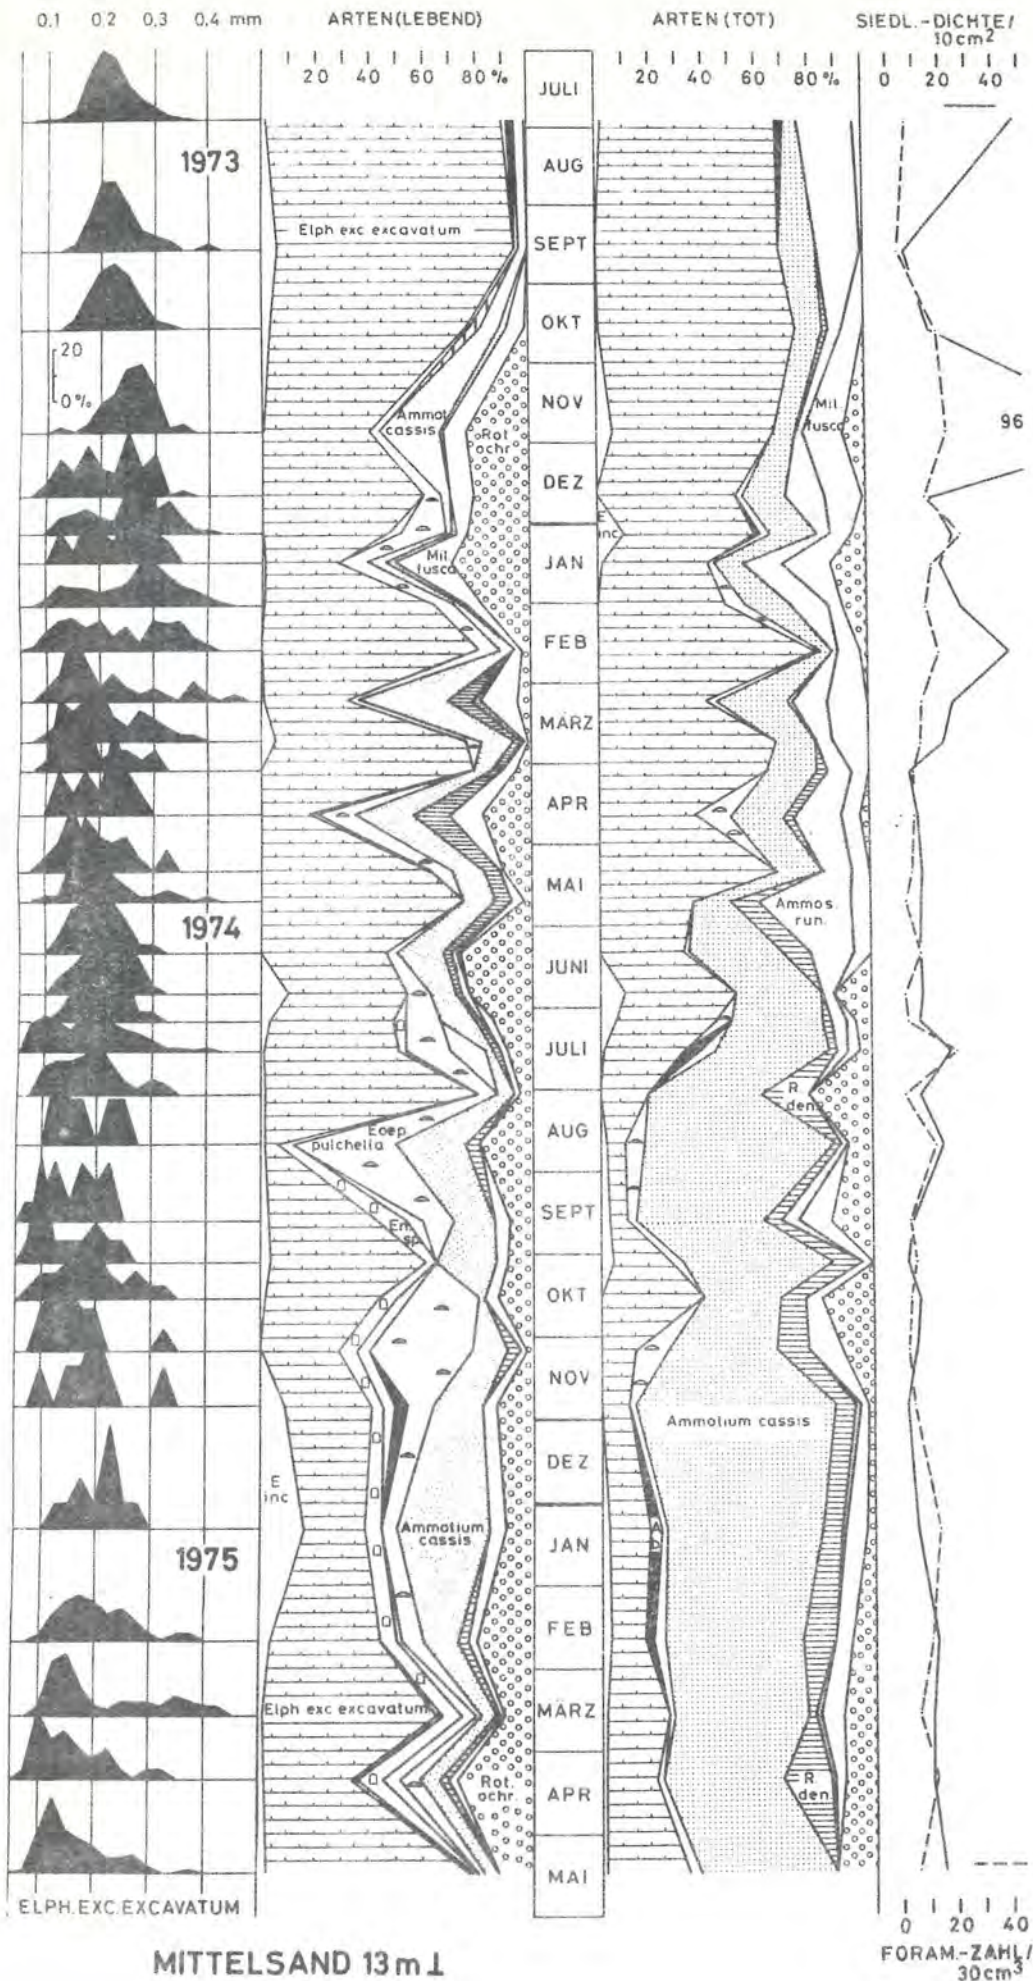 0,1 0,2 0,3 0,4 mm
ARTEN (LEBEND)
ARTEN (TOT)
SIEDL.-DICHTE/
10cm²
20 40 60 80 %
20 40 60 80 %
0 20 40
JULI
1973
AUG
Elph exc excavatum
SEPT
OKT
20
0%
NOV
Ammot
cassis
Rot
ochr
Mil
fusca
96
DEZ
E
inc
JAN
Mil
fusca
FEB
MÄRZ
APR
MAI
Ammos.
run.
1974
JUNI
JULI
R
den
AUG
Eoep
pulchella
SEPT
OKT
NOV
Ammotium cassis
DEZ
E
inc
Ammotium
cassis
JAN
1975
FEB
Elph exc excavatum
MÄRZ
Rot.
ochr.
APR
R.
den.
MAI
ELPH.EXC.EXCAVATUM
0 20 40
MITTELSAND 13m⊥
FORAM.-ZAHL/
30cm³